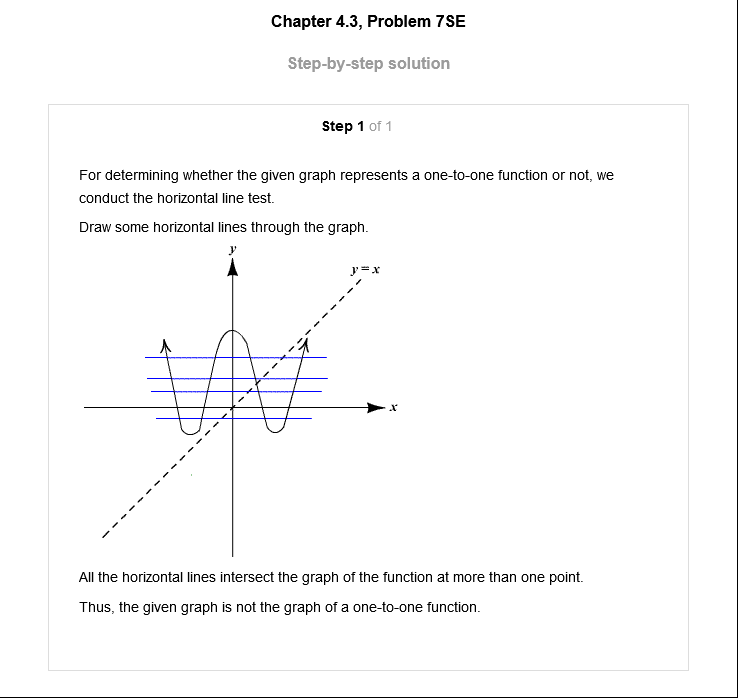 Chapter 4.3, Problem 7SE
Step-by-step solution
Step 1 of 1
For determining whether the given graph represents a one-to-one function or not, we
conduct the horizontal line test.
Draw some horizontal lines through the graph.
y
y = x
x
All the horizontal lines intersect the graph of the function at more than one point.
Thus, the given graph is not the graph of a one-to-one function.